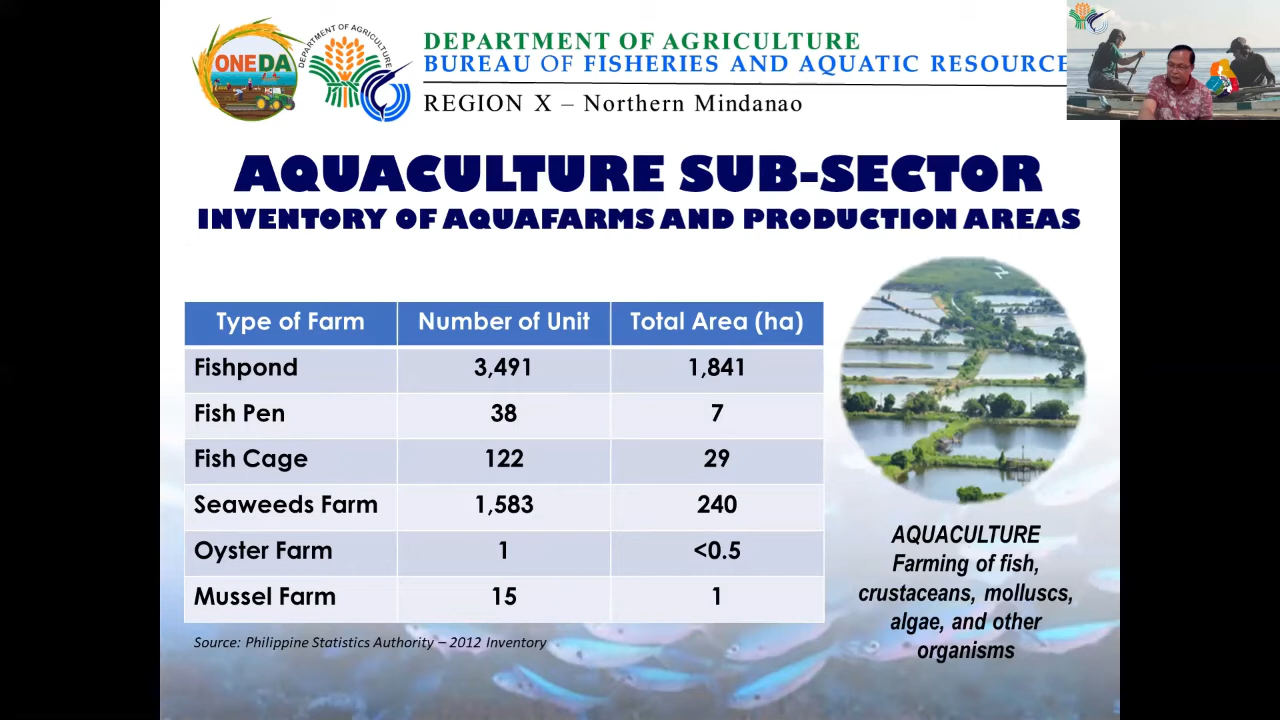 ONEDA
DEPARTMENT OF AGRICULTURE
DEPARTMENT OF AGRICULTURE
BUREAU OF FISHERIES AND AQUATIC RESOURCE
REGION X – Northern Mindanao
AQUACULTURE SUB-SECTOR
INVENTORY OF AQUAFARMS AND PRODUCTION AREAS
Type of Farm Number of Unit Total Area (ha)
Fishpond 3,491 1,841
Fish Pen 38 7
Fish Cage 122 29
Seaweeds Farm 1,583 240
Oyster Farm 1 <0.5
Mussel Farm 15 1
Source: Philippine Statistics Authority – 2012 Inventory
AQUACULTURE
Farming of fish,
crustaceans, molluscs,
algae, and other
organisms